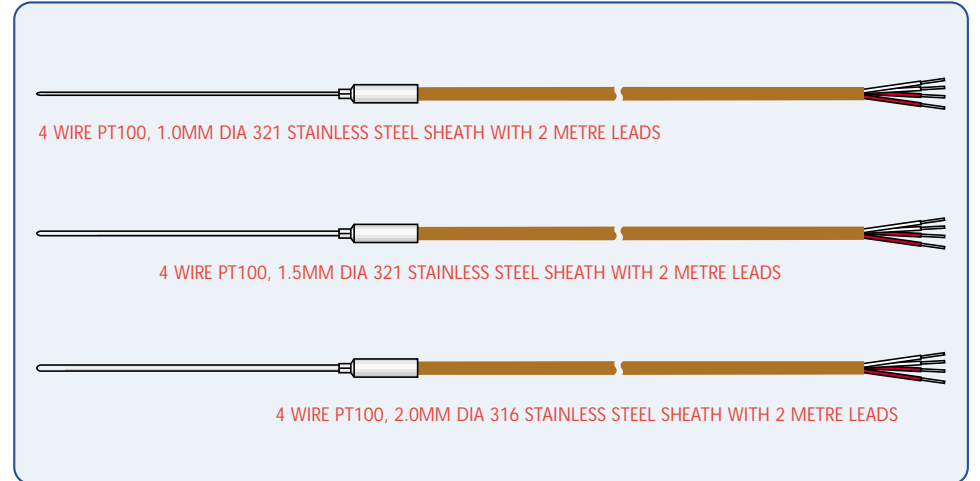 4 WIRE PT100, 1.0MM DIA 321 STAINLESS STEEL SHEATH WITH 2 METRE LEADS
4 WIRE PT100, 1.5MM DIA 321 STAINLESS STEEL SHEATH WITH 2 METRE LEADS
4 WIRE PT100, 2.0MM DIA 316 STAINLESS STEEL SHEATH WITH 2 METRE LEADS